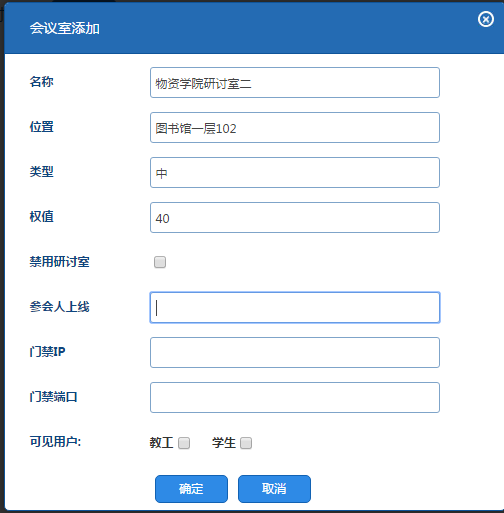 会议室添加
名称 物资学院研讨室二
位置 图书馆一层102
类型 中
权值 40
禁用研讨室
参会人上线
门禁IP
门禁端口
可见用户: 教工 学生
确定 取消